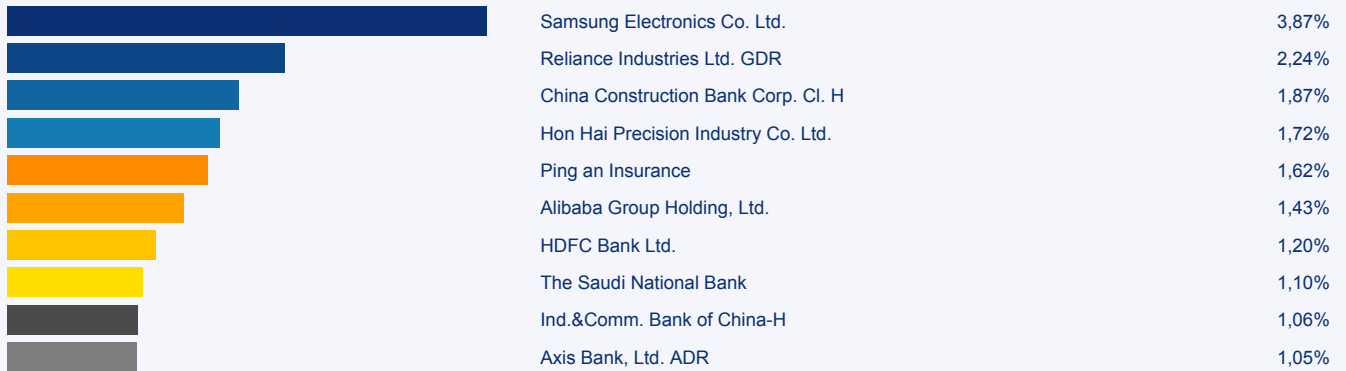 Samsung Electronics Co. Ltd. 3,87%
Reliance Industries Ltd. GDR 2,24%
China Construction Bank Corp. Cl. H 1,87%
Hon Hai Precision Industry Co. Ltd. 1,72%
Ping an Insurance 1,62%
Alibaba Group Holding, Ltd. 1,43%
HDFC Bank Ltd. 1,20%
The Saudi National Bank 1,10%
Ind.&Comm. Bank of China-H 1,06%
Axis Bank, Ltd. ADR 1,05%